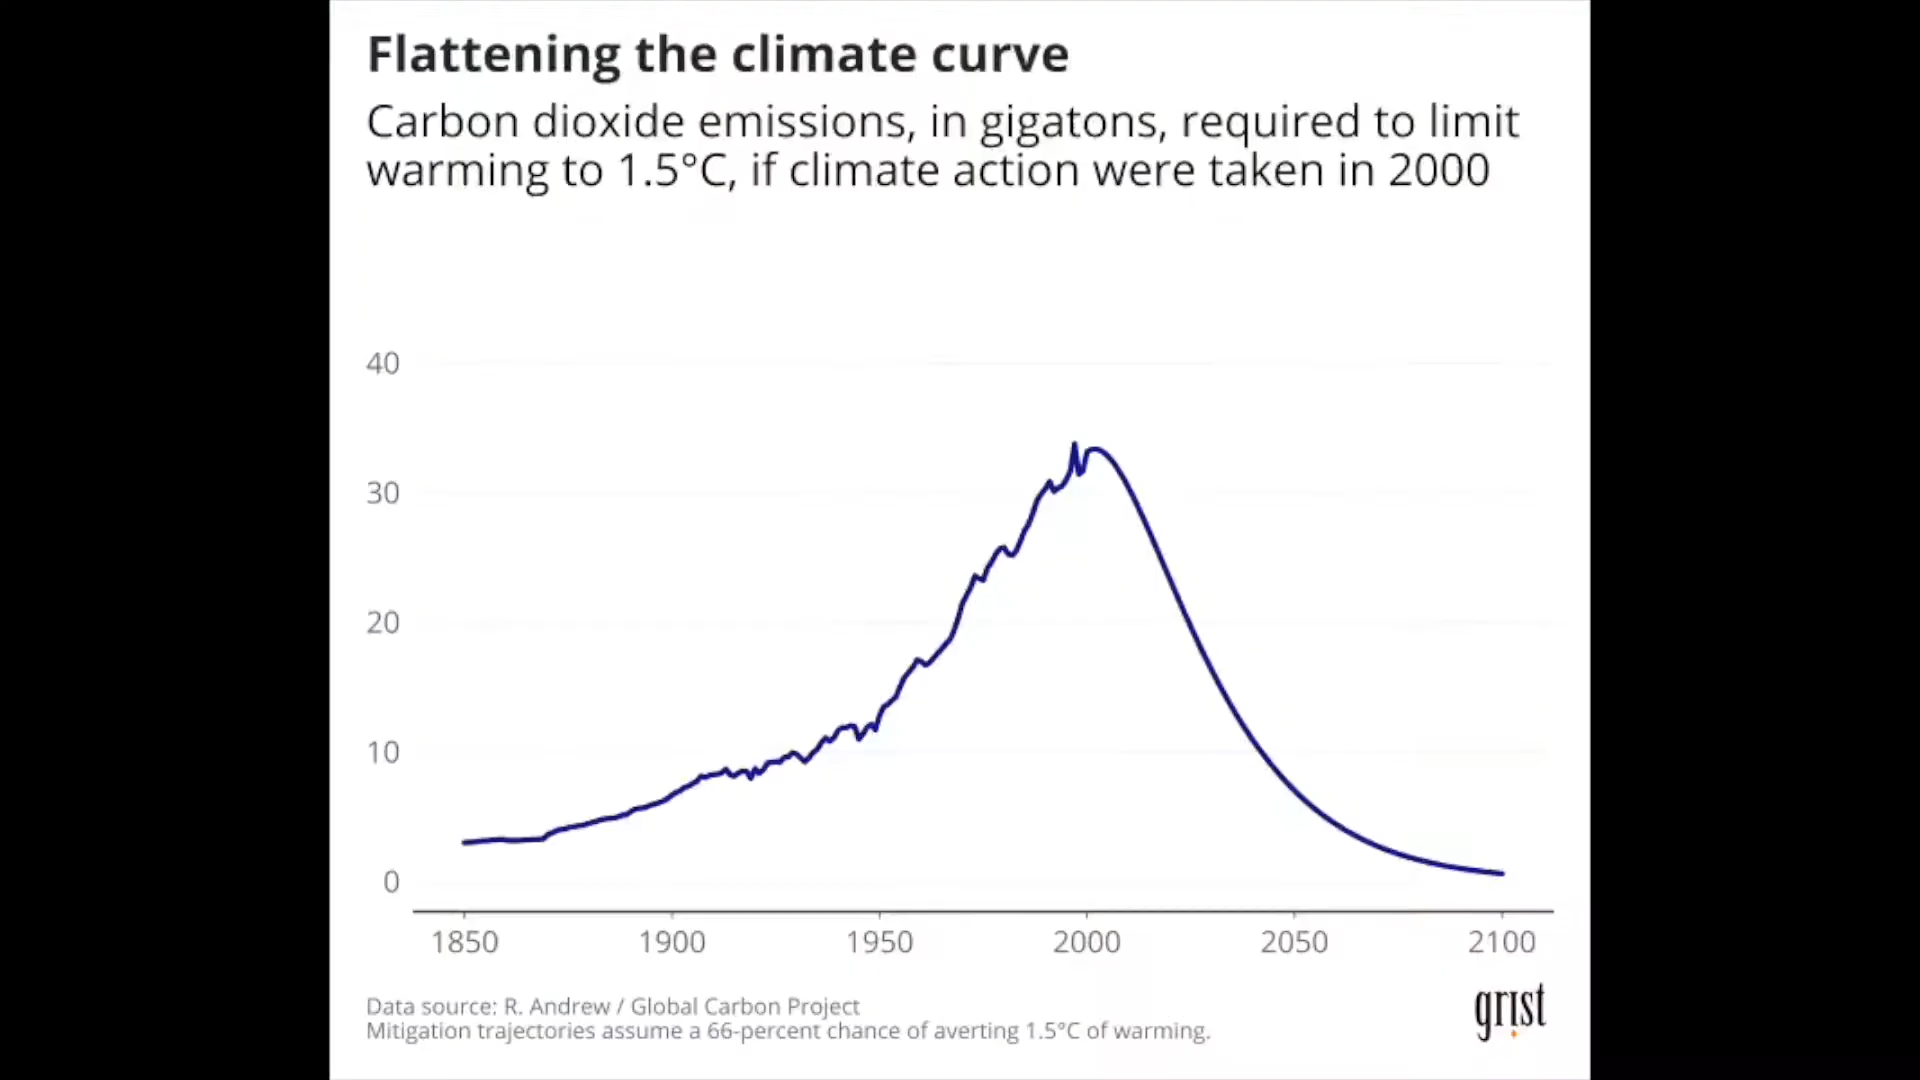 Flattening the climate curve
Carbon dioxide emissions, in gigatons, required to limit
warming to 1.5°C, if climate action were taken in 2000
40
30
20
10
0
1850 1900 1950 2000 2050 2100
Data source: R. Andrew / Global Carbon Project
Mitigation trajectories assume a 66-percent chance of averting 1.5°C of warming.
grist